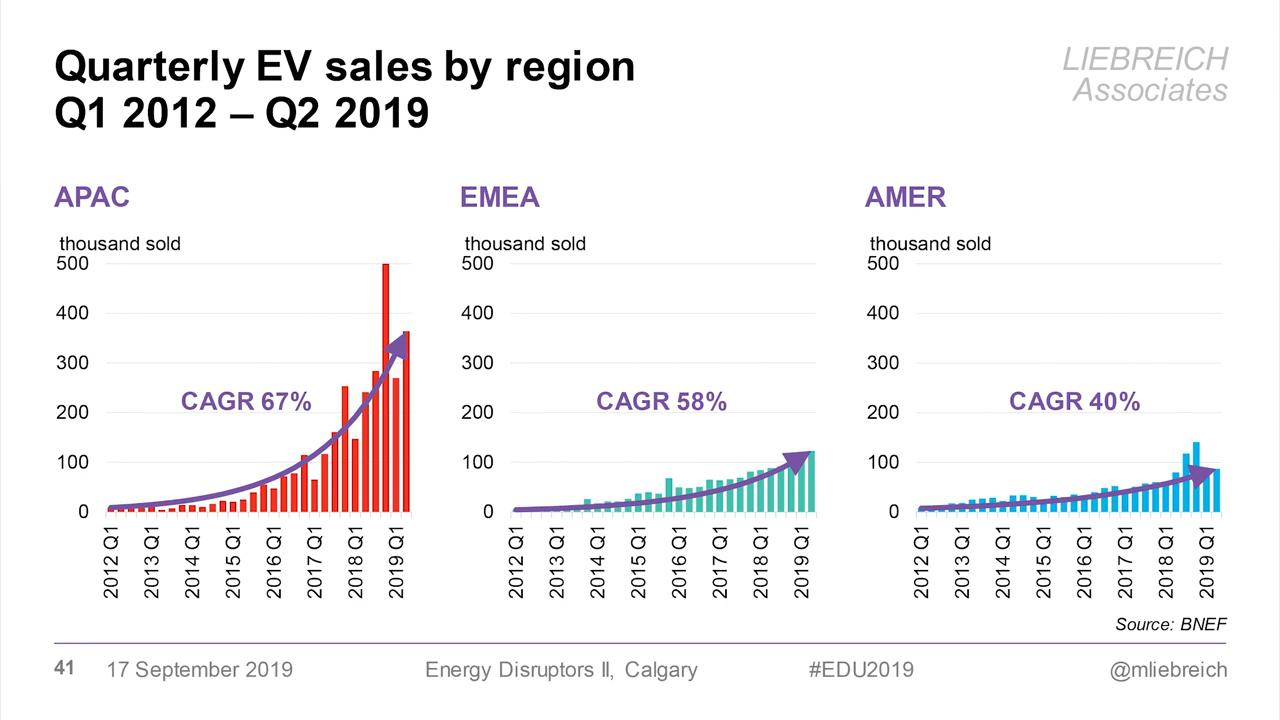 Quarterly EV sales by region
Q1 2012 – Q2 2019
LIEBREICH
Associates
APAC
thousand sold
500
400
300
200
100
0
CAGR 67%
2012 Q1
2013 Q1
2014 Q1
2015 Q1
2016 Q1
2017 Q1
2018 Q1
2019 Q1
EMEA
thousand sold
500
400
300
200
100
0
CAGR 58%
2012 Q1
2013 Q1
2014 Q1
2015 Q1
2016 Q1
2017 Q1
2018 Q1
2019 Q1
AMER
thousand sold
500
400
300
200
100
0
CAGR 40%
2012 Q1
2013 Q1
2014 Q1
2015 Q1
2016 Q1
2017 Q1
2018 Q1
2019 Q1
Source: BNEF
41 17 September 2019 Energy Disruptors II, Calgary #EDU2019 @mliebreich